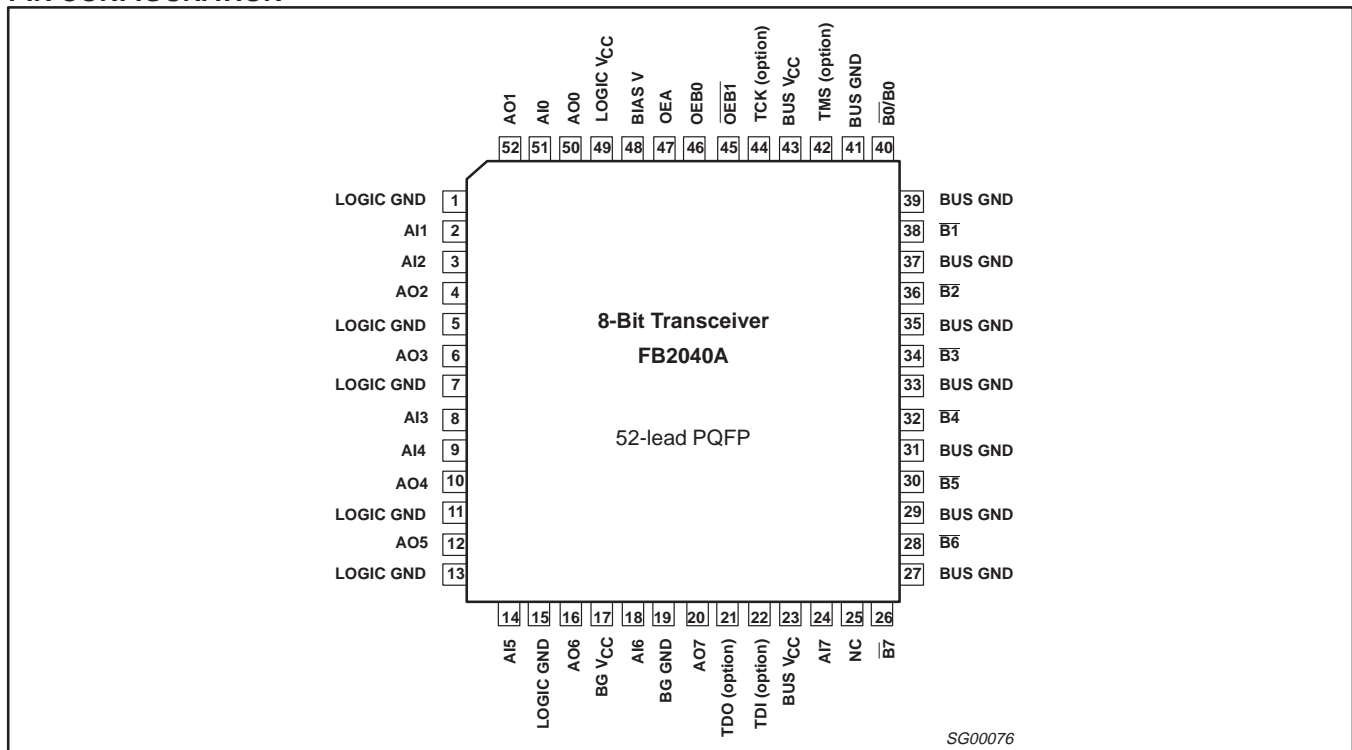 AO1
AI0
AO0
LOGIC VCC
BIAS V
OEA
OEB0
OEB1
TCK (option)
BUS VCC
TMS (option)
BUS GND
B0/B0
52 51 50 49 48 47 46 45 44 43 42 41 40
LOGIC GND 1
AI1 2
AI2 3
AO2 4
LOGIC GND 5
AO3 6
LOGIC GND 7
AI3 8
AI4 9
AO4 10
LOGIC GND 11
AO5 12
LOGIC GND 13
8-Bit Transceiver
FB2040A
52-lead PQFP
39 BUS GND
38 B1
37 BUS GND
36 B2
35 BUS GND
34 B3
33 BUS GND
32 B4
31 BUS GND
30 B5
29 BUS GND
28 B6
27 BUS GND
14 15 16 17 18 19 20 21 22 23 24 25 26
AI5
LOGIC GND
AO6
BG VCC
AI6
BG GND
AO7
TDO (option)
TDI (option)
BUS VCC
AI7
NC
B7
SG00076